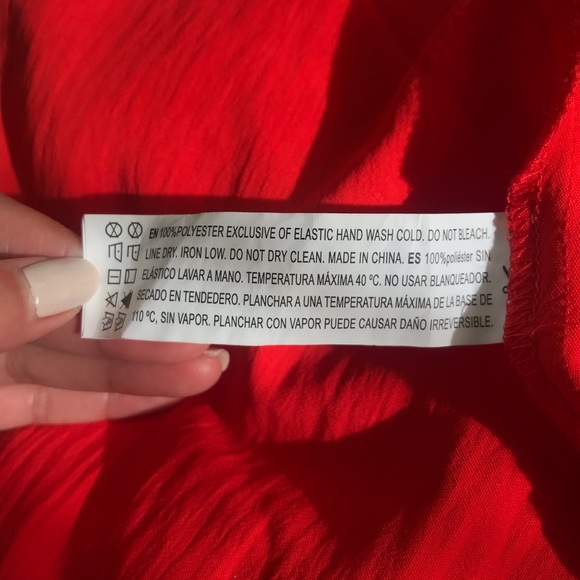 EN 100%POLYESTER EXCLUSIVE OF ELASTIC HAND WASH COLD. DO NOT BLEACH.
LINE DRY. IRON LOW. DO NOT DRY CLEAN. MADE IN CHINA. ES 100%poliéster SIN
ELÁSTICO LAVAR A MANO. TEMPERATURA MÁXIMA 40 ºC. NO USAR BLANQUEADOR.
SECADO EN TENDEDERO. PLANCHAR A UNA TEMPERATURA MÁXIMA DE LA BASE DE
110 ºC, SIN VAPOR. PLANCHAR CON VAPOR PUEDE CAUSAR DAÑO IRREVERSIBLE.